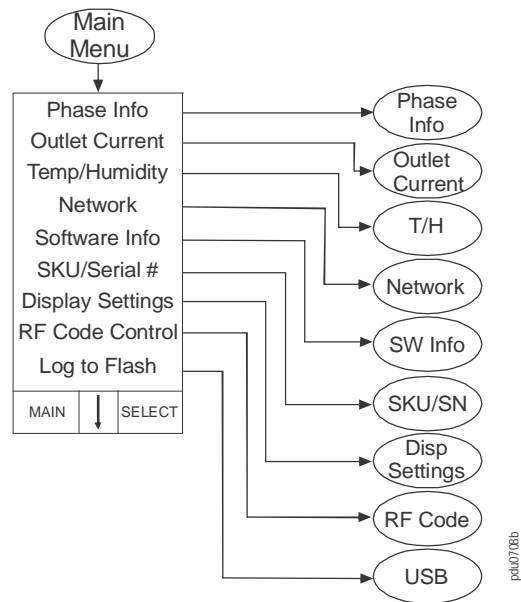 Main
Menu
Phase Info
Outlet Current
Temp/Humidity
Network
Software Info
SKU/Serial #
Display Settings
RF Code Control
Log to Flash
MAIN
SELECT
Phase
Info
Outlet
Current
T/H
Network
SW Info
SKU/SN
Disp
Settings
RF Code
USB
pdu0708b